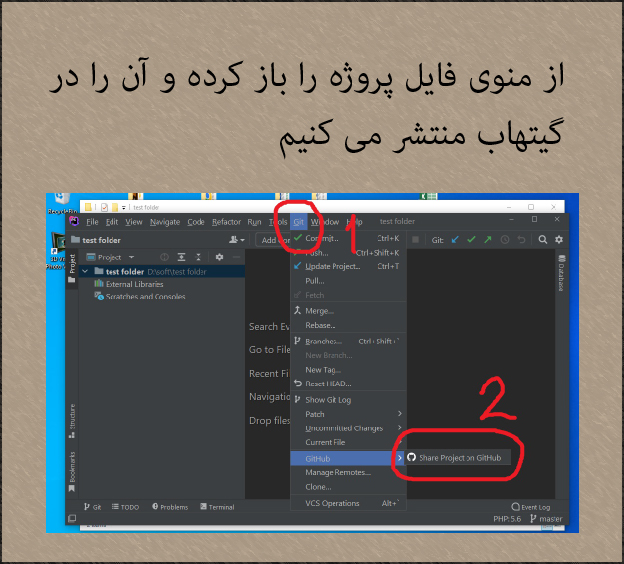 از منوی فایل پروژه را باز کرده و آن را در
گیتهاب منتشر می کنیم
Recycle Bin
test folder
File Edit View Navigate Code Refactor Run Tools Git Window Help test folder
1
test folder
Git:
Project
test folder D:\soft\test folder
External Libraries
Scratches and Consoles
Search Ev
Go to File
Recent Fi
Navigatio
Drop files
Commit... Ctrl+K
Push... Ctrl+Shift+K
Update Project... Ctrl+T
Pull...
Fetch
Merge...
Rebase...
Branches... Ctrl+Shift+`
New Branch...
New Tag...
Reset HEAD...
Show Git Log
Patch
Uncommitted Changes
Current File
GitHub
Manage Remotes...
Clone...
VCS Operations Alt+`
2
Share Project on GitHub
Project
Structure
Bookmarks
Database
Git TODO Problems Terminal
Event Log
PHP: 5.6 master